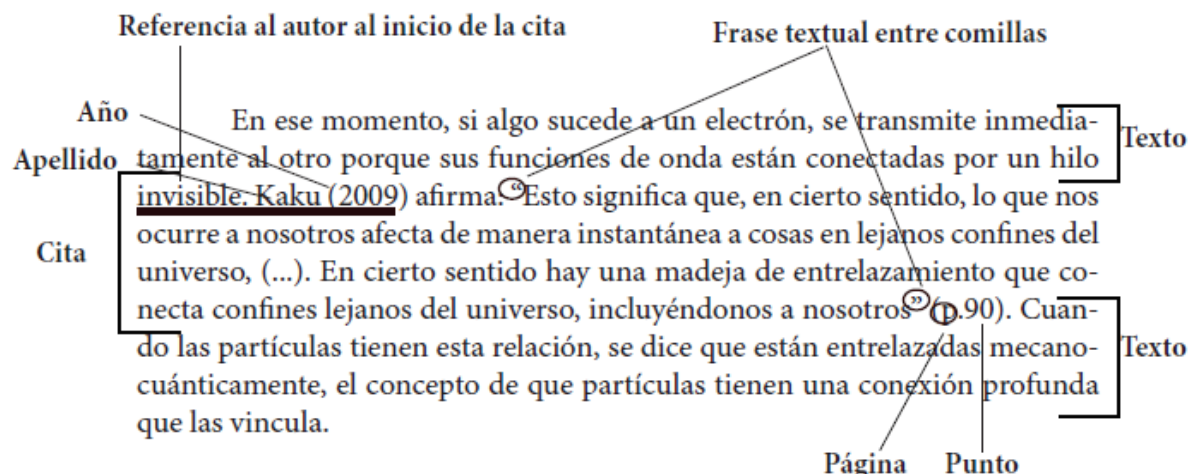 Referencia al autor al inicio de la cita
Frase textual entre comillas
Año
En ese momento, si algo sucede a un electrón, se transmite inmedia-
Texto
Apellido
tamente al otro porque sus funciones de onda están conectadas por un hilo
invisible. Kaku (2009) afirma: “Esto significa que, en cierto sentido, lo que nos
Cita
ocurre a nosotros afecta de manera instantánea a cosas en lejanos confines del
universo, (...). En cierto sentido hay una madeja de entrelazamiento que co-
necta confines lejanos del universo, incluyéndonos a nosotros” (p.90). Cuan-
Texto
do las partículas tienen esta relación, se dice que están entrelazadas mecano-
cuánticamente, el concepto de que partículas tienen una conexión profunda
que las vincula.
Página
Punto